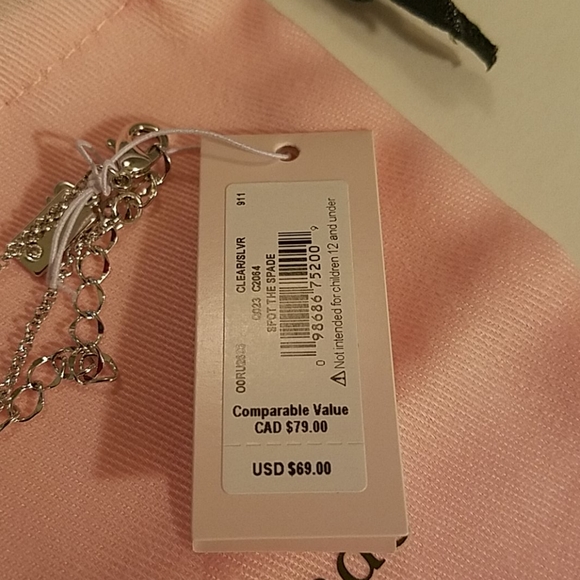 911
CLEAR/SLVR
C2064
SPOT THE SPADE
0 98686 75200 9
⚠ Not intended for children 12 and under
Comparable Value
CAD $79.00
USD $69.00